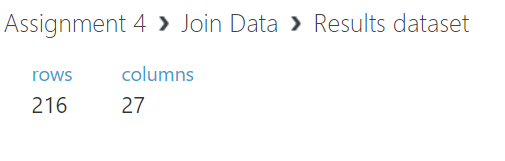 Assignment 4 › Join Data › Results dataset
rows columns
216 27